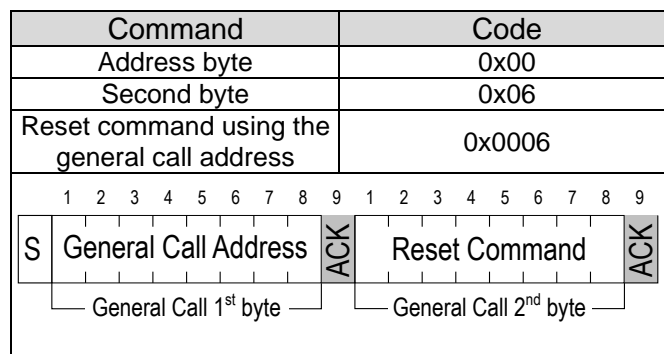 Command Code
Address byte 0x00
Second byte 0x06
Reset command using the
general call address 0x0006
1 2 3 4 5 6 7 8 9 1 2 3 4 5 6 7 8 9
S General Call Address ACK Reset Command ACK
General Call 1st byte General Call 2nd byte